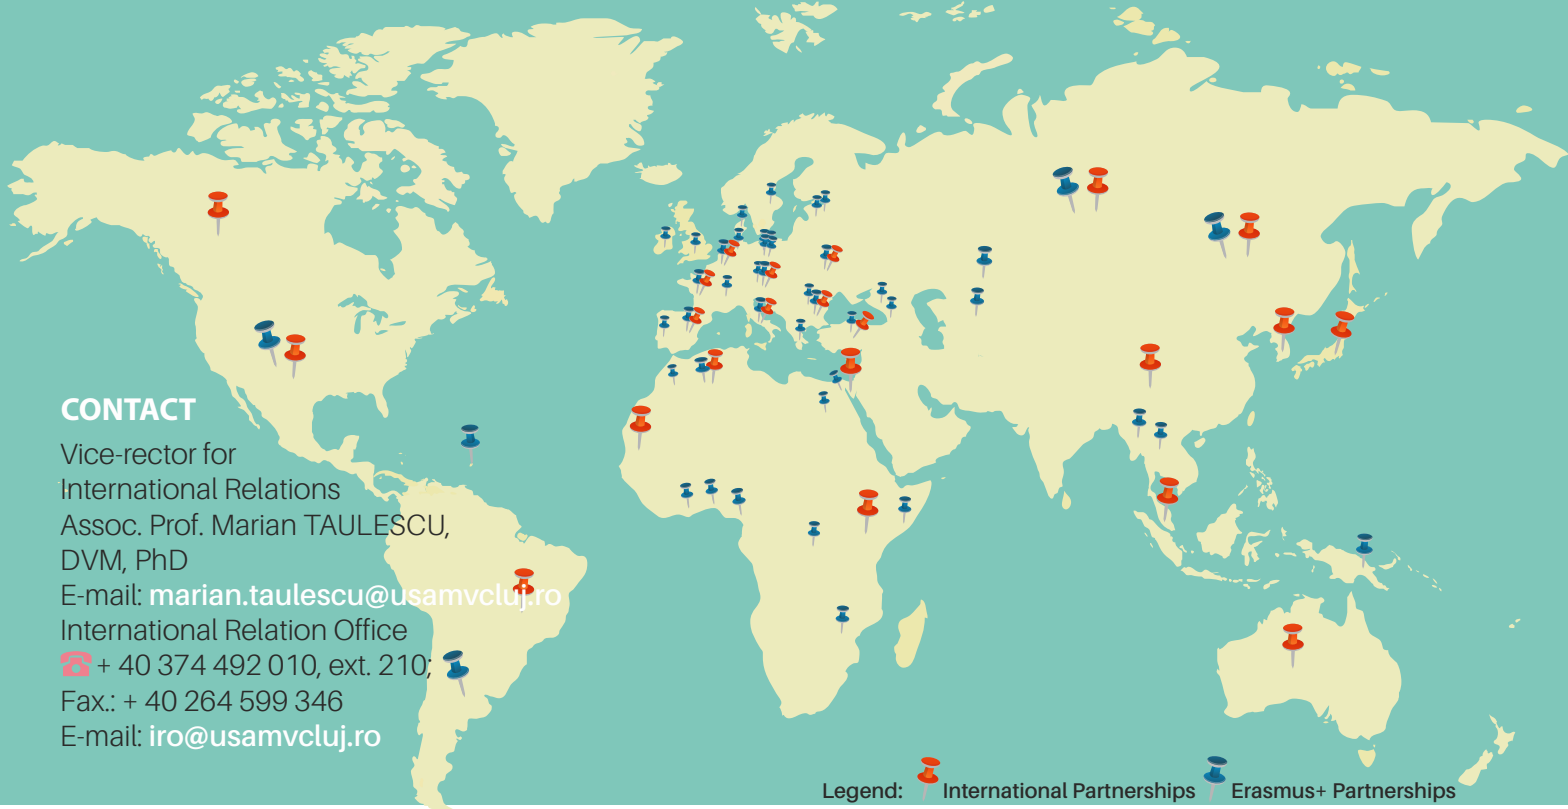 CONTACT
Vice-rector for
International Relations
Assoc. Prof. Marian TAULESCU,
DVM, PhD
E-mail: marian.taulescu@usamvcluj.ro
International Relation Office
☎+ 40 374 492 010, ext. 210;
Fax.: + 40 264 599 346
E-mail: iro@usamvcluj.ro
Legend: International Partnerships Erasmus+ Partnerships